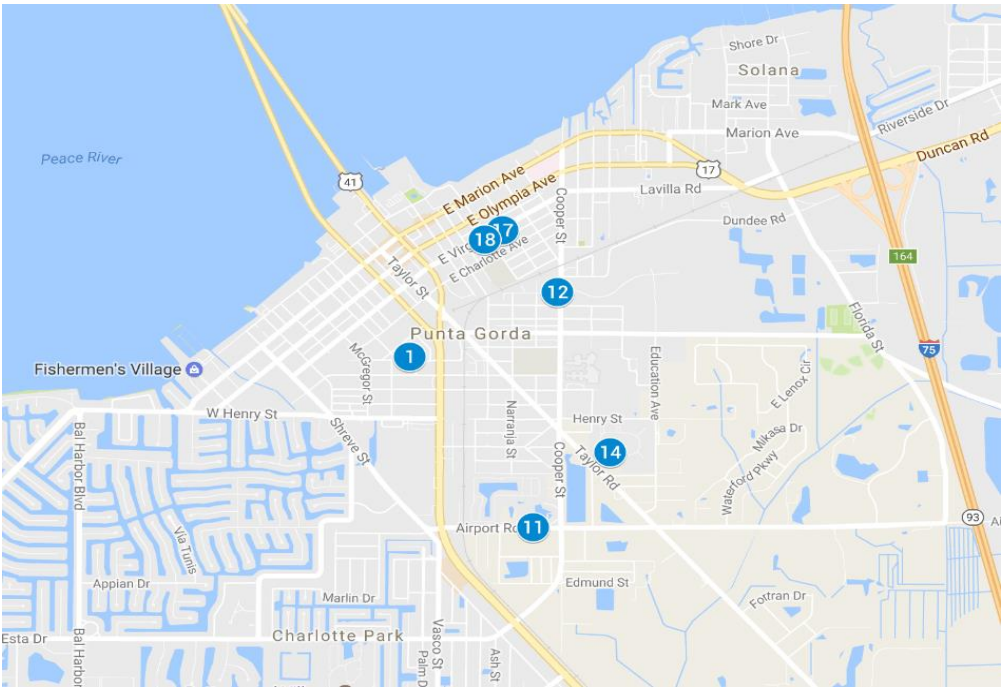 Shore Dr
Solana
Mark Ave
Riverside Dr
Marion Ave
Duncan Rd
Peace River
17
41
E Marion Ave
E Olympia Ave
Lavilla Rd
Cooper St
Dundee Rd
17
18
E Virg
E Charlotte Ave
164
Taylor St
12
Florida St
Punta Gorda
75
1
McGregor St
Education Ave
Fishermen's Village
E Lenox Cir
W Henry St
Narranja St
Henry St
Mikasa Dr
Shreve St
Bal Harbor Blvd
14
Cooper St
Taylor Rd
Waterford Pkwy
93
Airport Rd
11
Via Tunis
Appian Dr
Edmund St
Marlin Dr
Foxtran Dr
Esta Dr
Charlotte Park
Vasco St
Palm D
Ash St
Bal Harbor